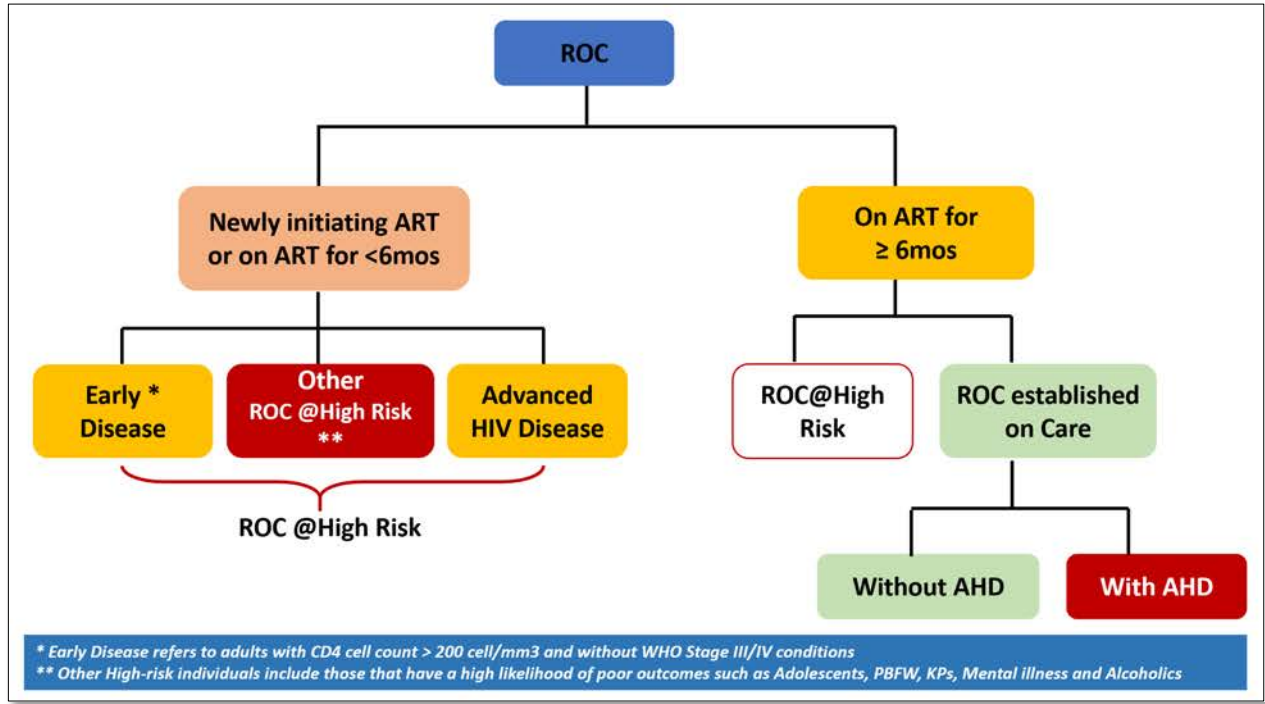 ROC
Newly initiating ART
or on ART for <6mos
On ART for
≥ 6mos
Early *
Disease
Other
ROC @High Risk
**
Advanced
HIV Disease
ROC@High
Risk
ROC established
on Care
ROC @High Risk
Without AHD
With AHD
* Early Disease refers to adults with CD4 cell count > 200 cell/mm3 and without WHO Stage III/IV conditions
** Other High-risk individuals include those that have a high likelihood of poor outcomes such as Adolescents, PBFW, KPs, Mental illness and Alcoholics